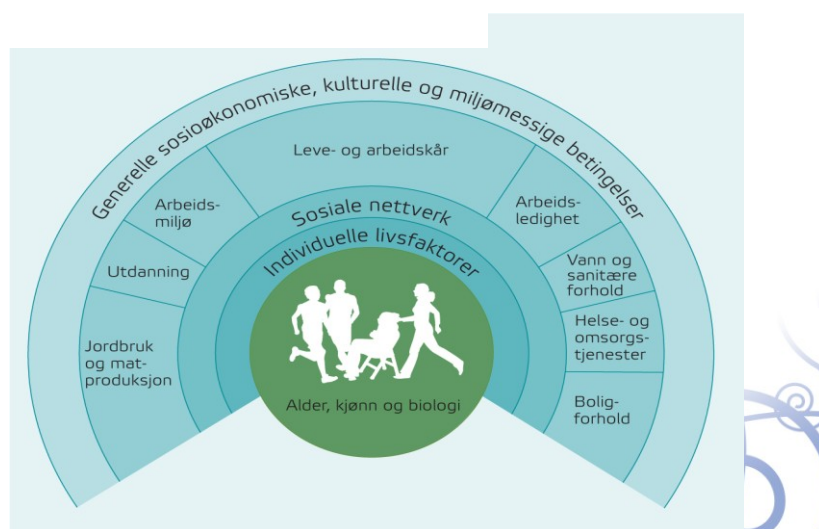 Generelle sosioøkonomiske, kulturelle og miljømessige betingelser
Leve- og arbeidskår
Arbeids-
miljø
Arbeids-
ledighet
Sosiale nettverk
Individuelle livsfaktorer
Utdanning
Vann og
sanitære
forhold
Jordbruk
og mat-
produksjon
Helse- og
omsorgs-
tjenester
Bolig-
forhold
Alder, kjønn og biologi